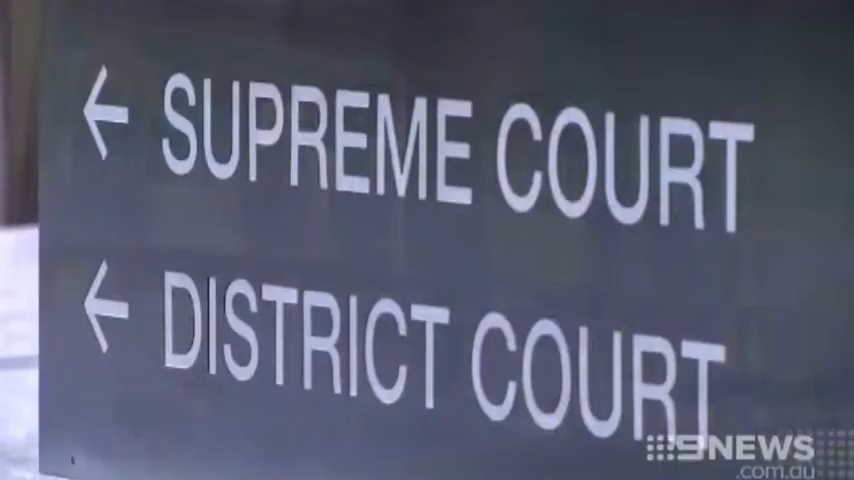 ← SUPREME COURT
← DISTRICT COURT
9NEWS
.com.au